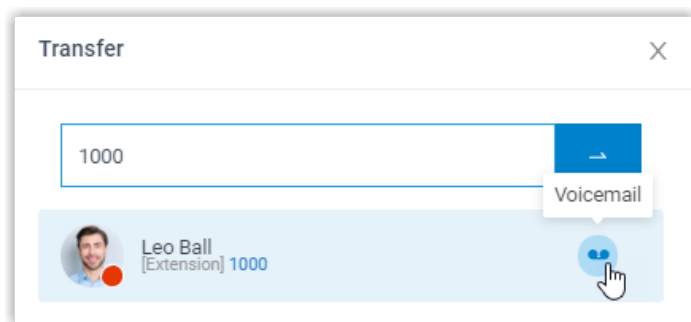 Transfer
1000
Voicemail
Leo Ball
[Extension] 1000